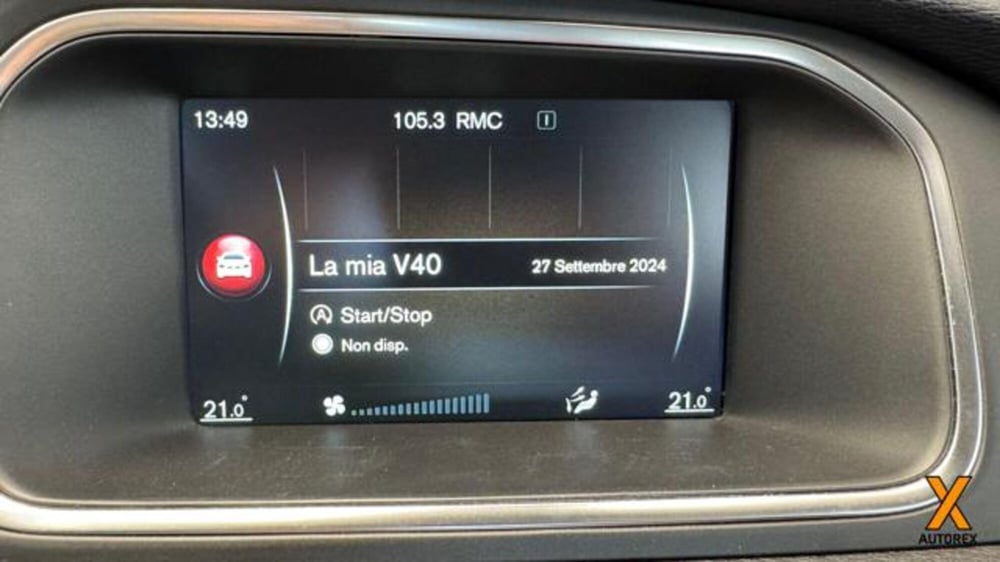 13:49 105.3 RMC I
La mia V40 27 Settembre 2024
Start/Stop
Non disp.
21.0° 21.0°
X
AUTOREX